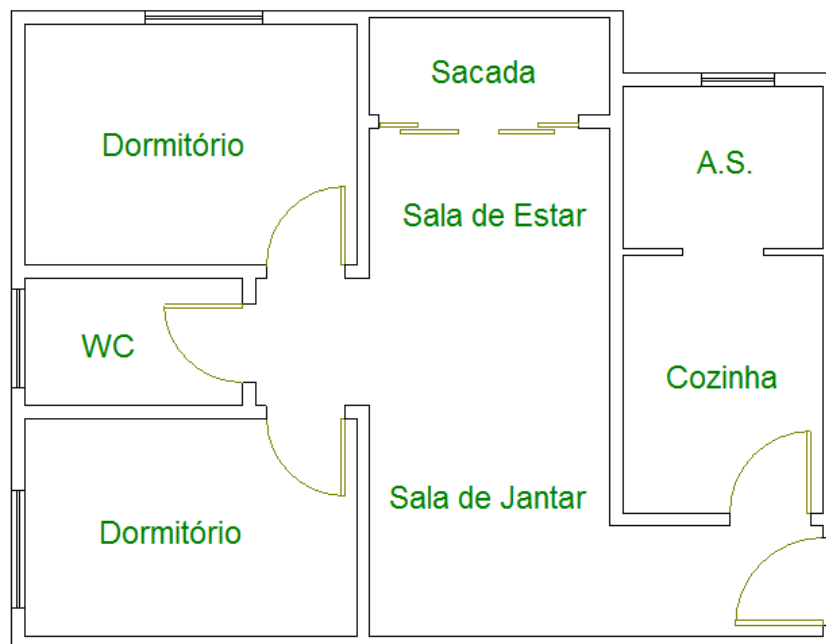 Sacada
Dormitório
A.S.
Sala de Estar
WC
Cozinha
Sala de Jantar
Dormitório